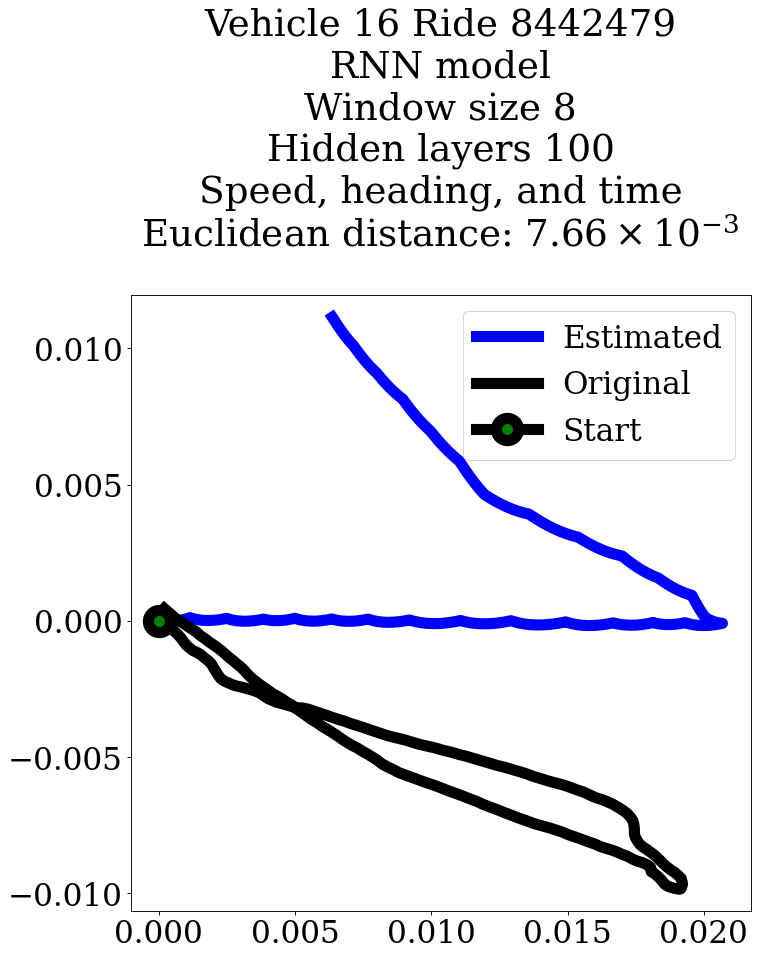 Vehicle 16 Ride 8442479
RNN model
Window size 8
Hidden layers 100
Speed, heading, and time
Euclidean distance: 7.66 × 10⁻³
Estimated
Original
Start
0.010
0.005
0.000
−0.005
−0.010
0.000 0.005 0.010 0.015 0.020